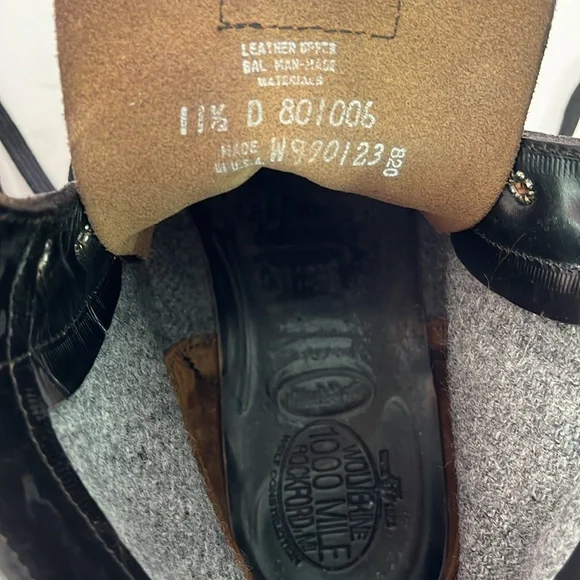 LEATHER UPPER
BAL. MAN-MADE
MATERIALS
11½ D 801006
MADE
IN U.S.A. W990123 820
WOLVERINE
1000 MILE
ROCKFORD, MI